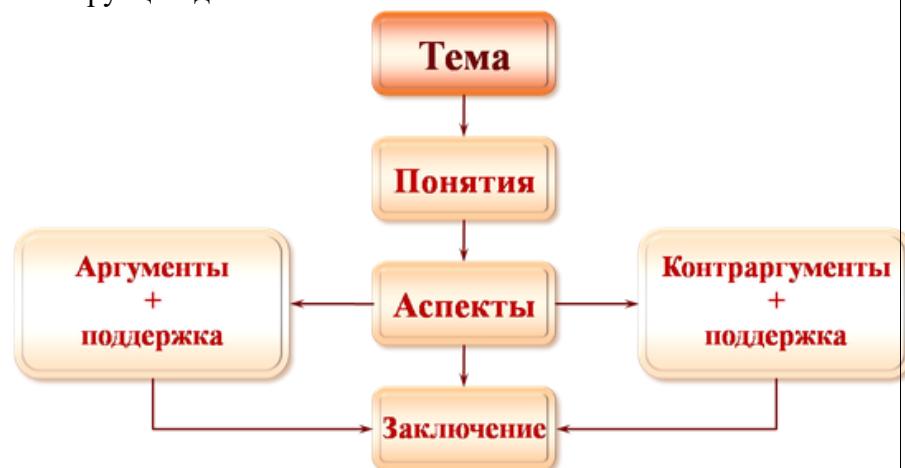 Тема
Понятия
Аргументы
+
поддержка
Аспекты
Контраргументы
+
поддержка
Заключение